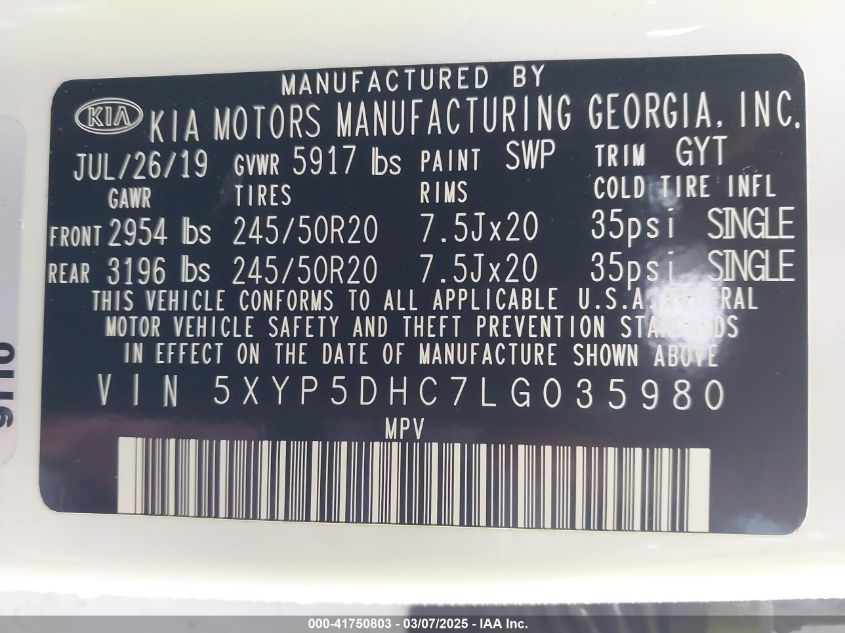 MANUFACTURED BY
KIA KIA MOTORS MANUFACTURING GEORGIA, INC.
JUL/26/19 GVWR 5917 lbs PAINT SWP TRIM GYT
GAWR TIRES RIMS COLD TIRE INFL
FRONT 2954 lbs 245/50R20 7.5Jx20 35psi SINGLE
REAR 3196 lbs 245/50R20 7.5Jx20 35psi SINGLE
THIS VEHICLE CONFORMS TO ALL APPLICABLE U.S.A. FEDERAL
MOTOR VEHICLE SAFETY AND THEFT PREVENTION STANDARDS
IN EFFECT ON THE DATE OF MANUFACTURE SHOWN ABOVE
VIN 5XYP5DHC7LG035980
MPV
000-41750803 - 03/07/2025 - IAA Inc.